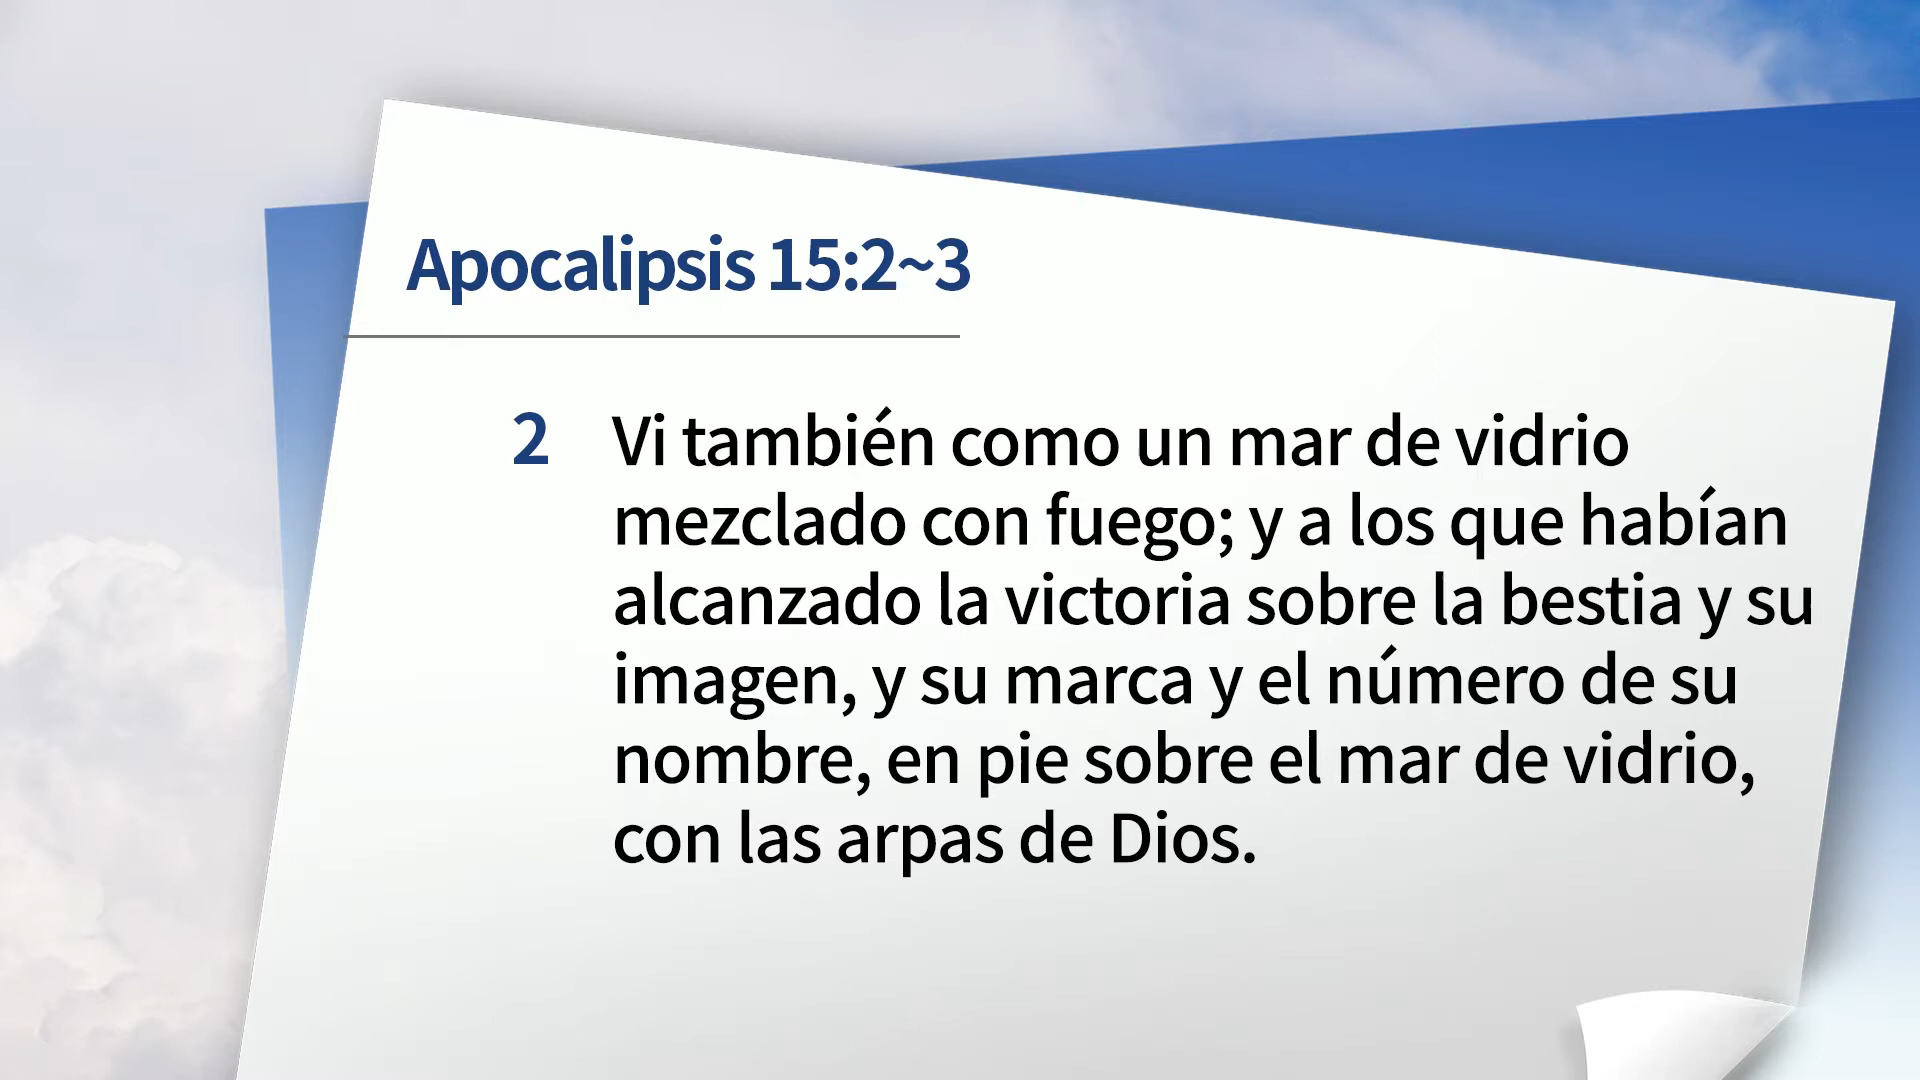 Apocalipsis 15:2~3
2 Vi también como un mar de vidrio
mezclado con fuego; y a los que habían
alcanzado la victoria sobre la bestia y su
imagen, y su marca y el número de su
nombre, en pie sobre el mar de vidrio,
con las arpas de Dios.